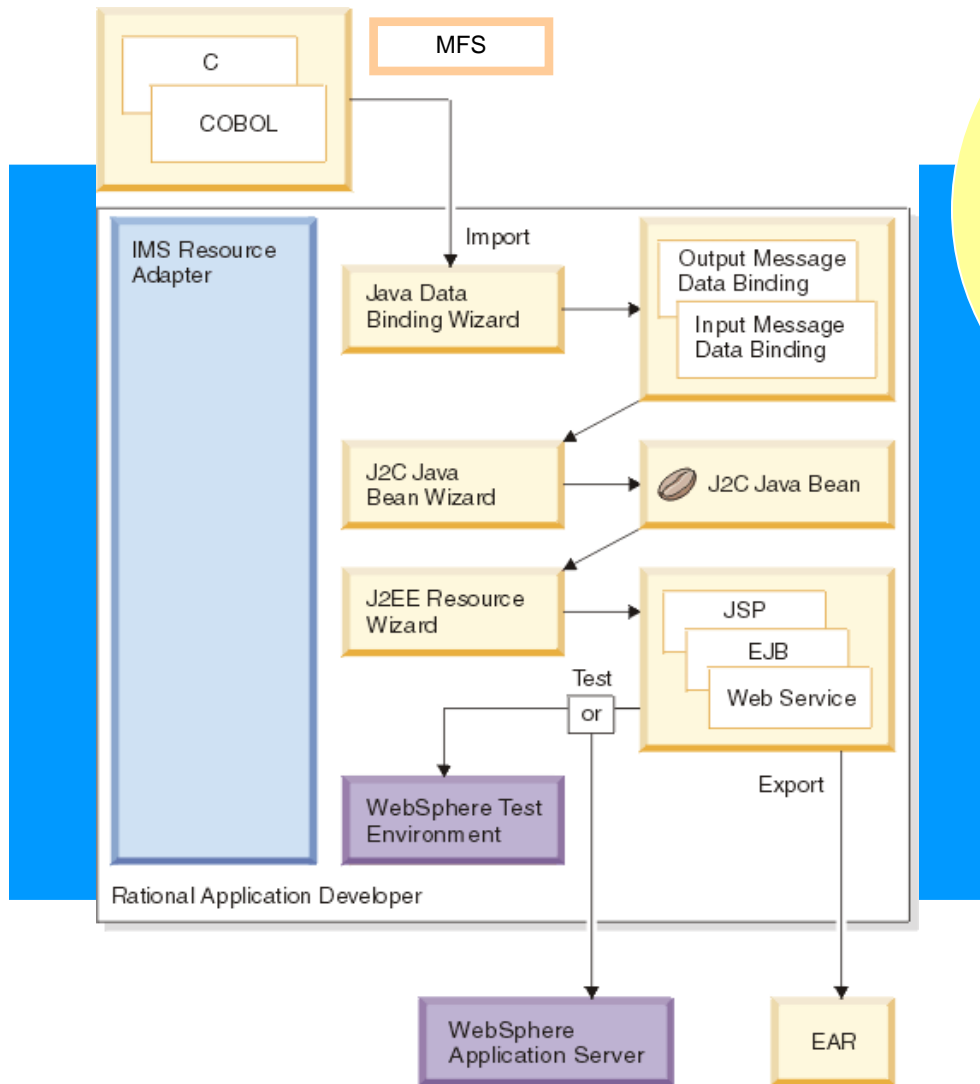 C
COBOL
MFS
Import
IMS Resource
Adapter
Java Data
Binding Wizard
Output Message
Data Binding
Input Message
Data Binding
J2C Java
Bean Wizard
J2C Java Bean
J2EE Resource
Wizard
JSP
EJB
Web Service
Test
or
Export
WebSphere Test
Environment
Rational Application Developer
WebSphere
Application Server
EAR